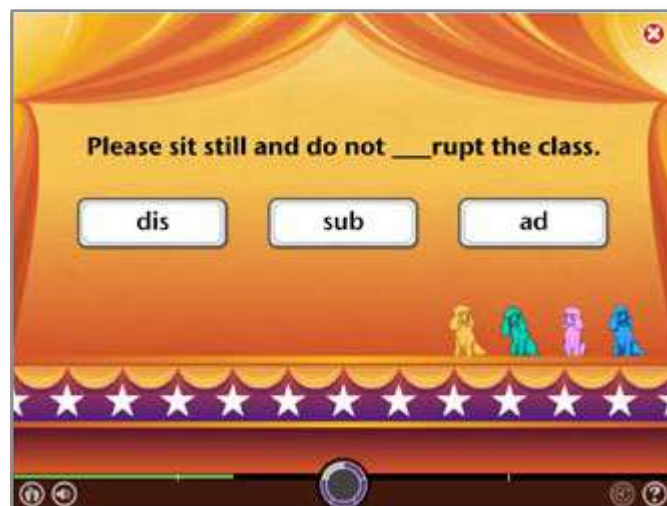 Please sit still and do not ___rupt the class.
dis
sub
ad
?